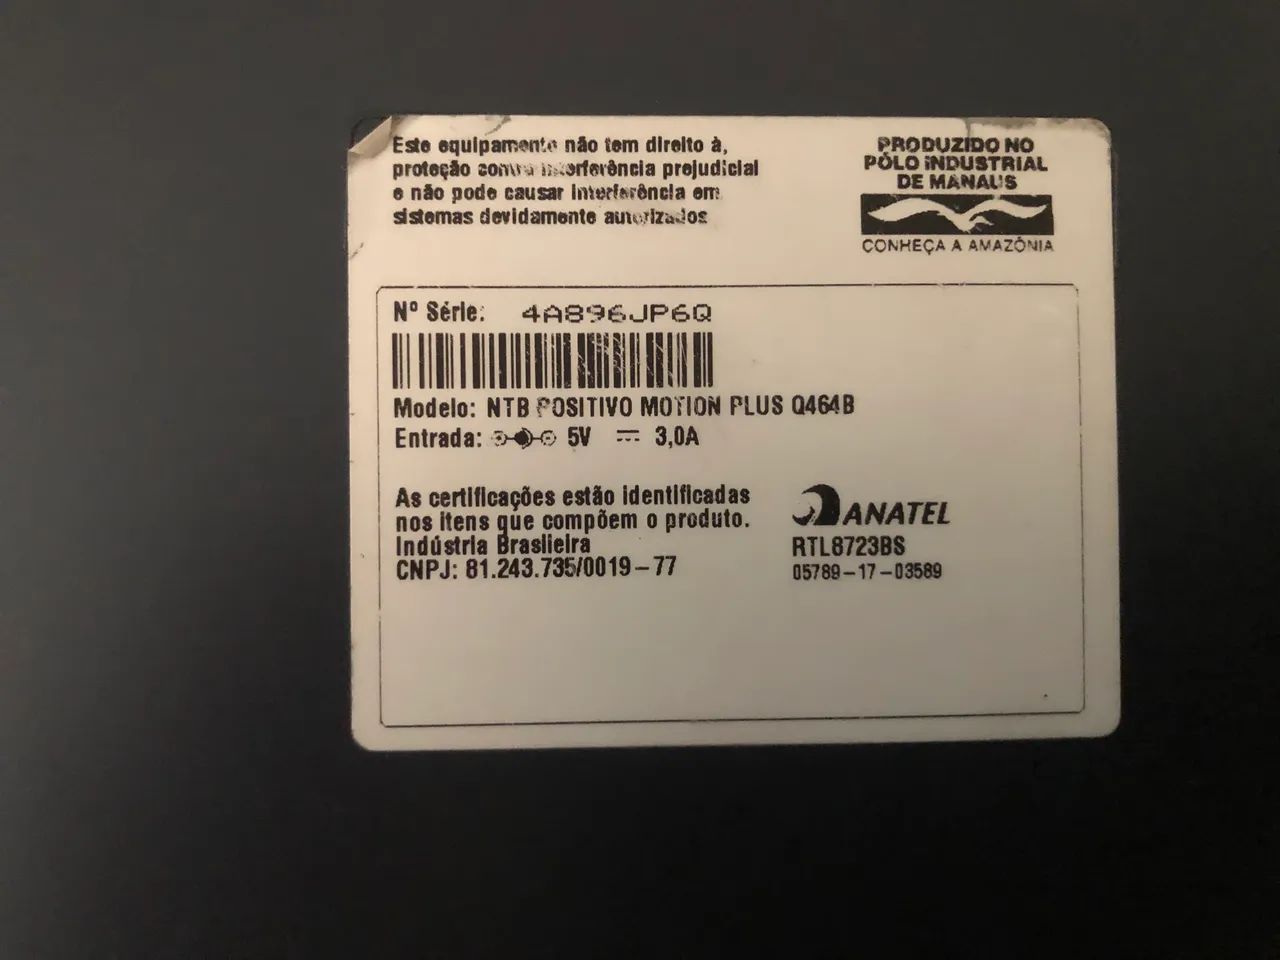 Este equipamento não tem direito à,
proteção contra interferência prejudicial
e não pode causar interferência em
sistemas devidamente autorizados
PRODUZIDO NO
PÓLO INDUSTRIAL
DE MANAUS
CONHEÇA A AMAZÔNIA
Nº Série: 4A896JP6Q
Modelo: NTB POSITIVO MOTION PLUS Q464B
Entrada: 5V 3,0A
As certificações estão identificadas
nos itens que compõem o produto.
Indústria Brasileira
CNPJ: 81.243.735/0019-77
ANATEL
RTL8723BS
05789-17-03589